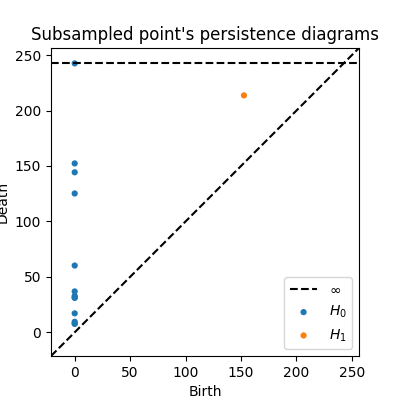 Subsampled point's persistence diagrams
250
200
150
100
50
0
Death
0 50 100 150 200 250
Birth
∞
H₀
H₁